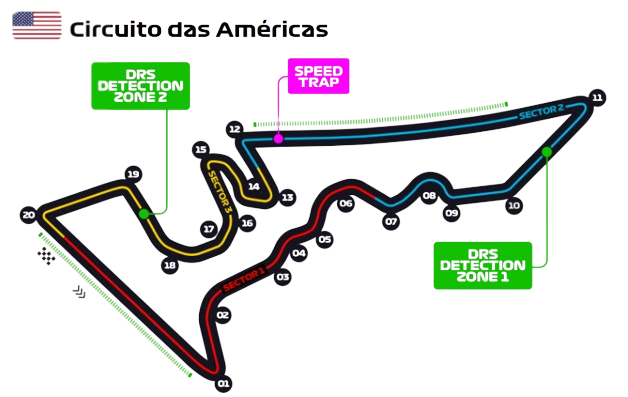 Circuito das Américas
DRS
DETECTION
ZONE 2
SPEED
TRAP
11
SECTOR 2
12
15
19
14
13
SECTOR 3
20
06
08
10
09
07
16
17
05
04
18
03
DRS
DETECTION
ZONE 1
SECTOR 1
02
01